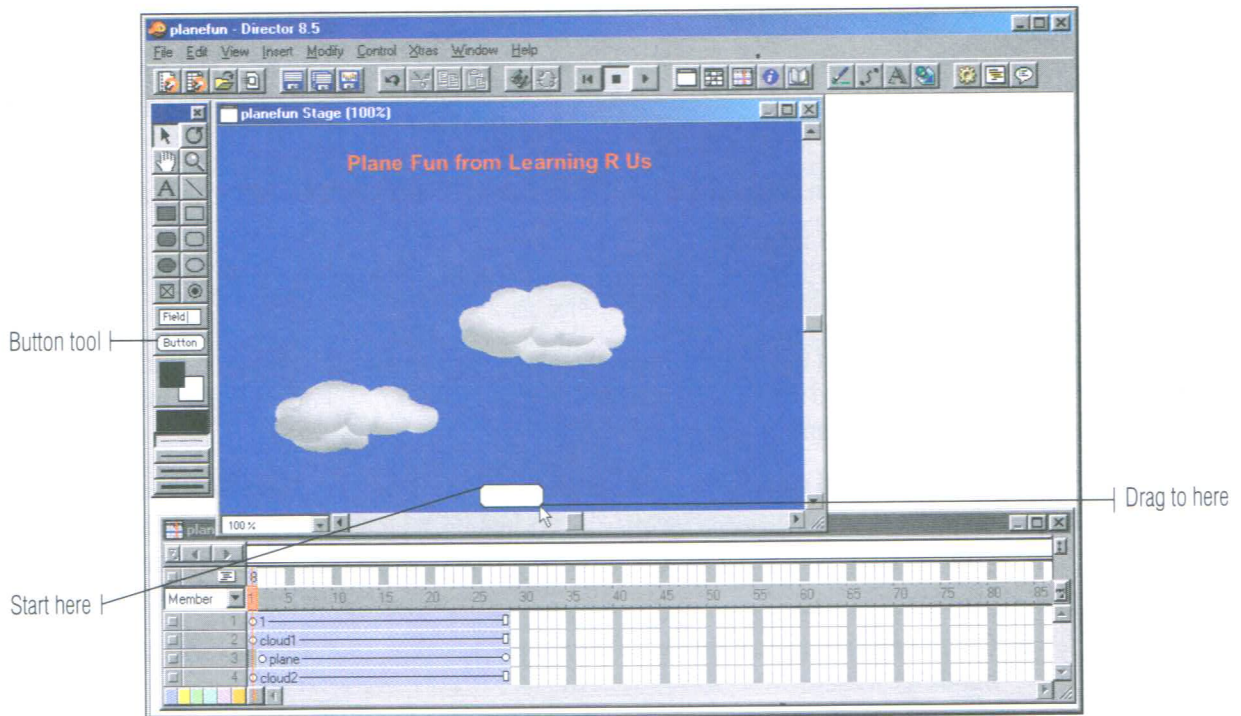 planefun - Director 8.5
File Edit View Insert Modify Control Xtras Window Help
planefun Stage (100%)
Plane Fun from Learning R Us
Field
Button tool
Button
Drag to here
100%
plan
Start here
8
Member
1 5 10 15 20 25 30 35 40 45 50 55 60 65 70 75 80 85
1 1
2 cloud1
3 plane
4 cloud2